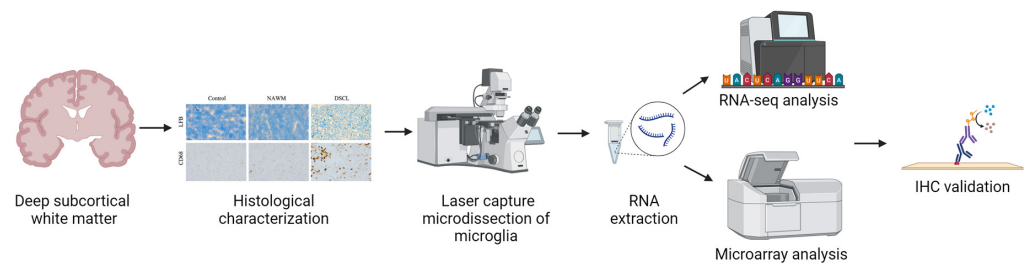 Deep subcortical
white matter
Control NAWM DSCL
LFB
CD68
Histological
characterization
Laser capture
microdissection of
microglia
RNA
extraction
U A C U C A G G U U C A
RNA-seq analysis
Microarray analysis
IHC validation